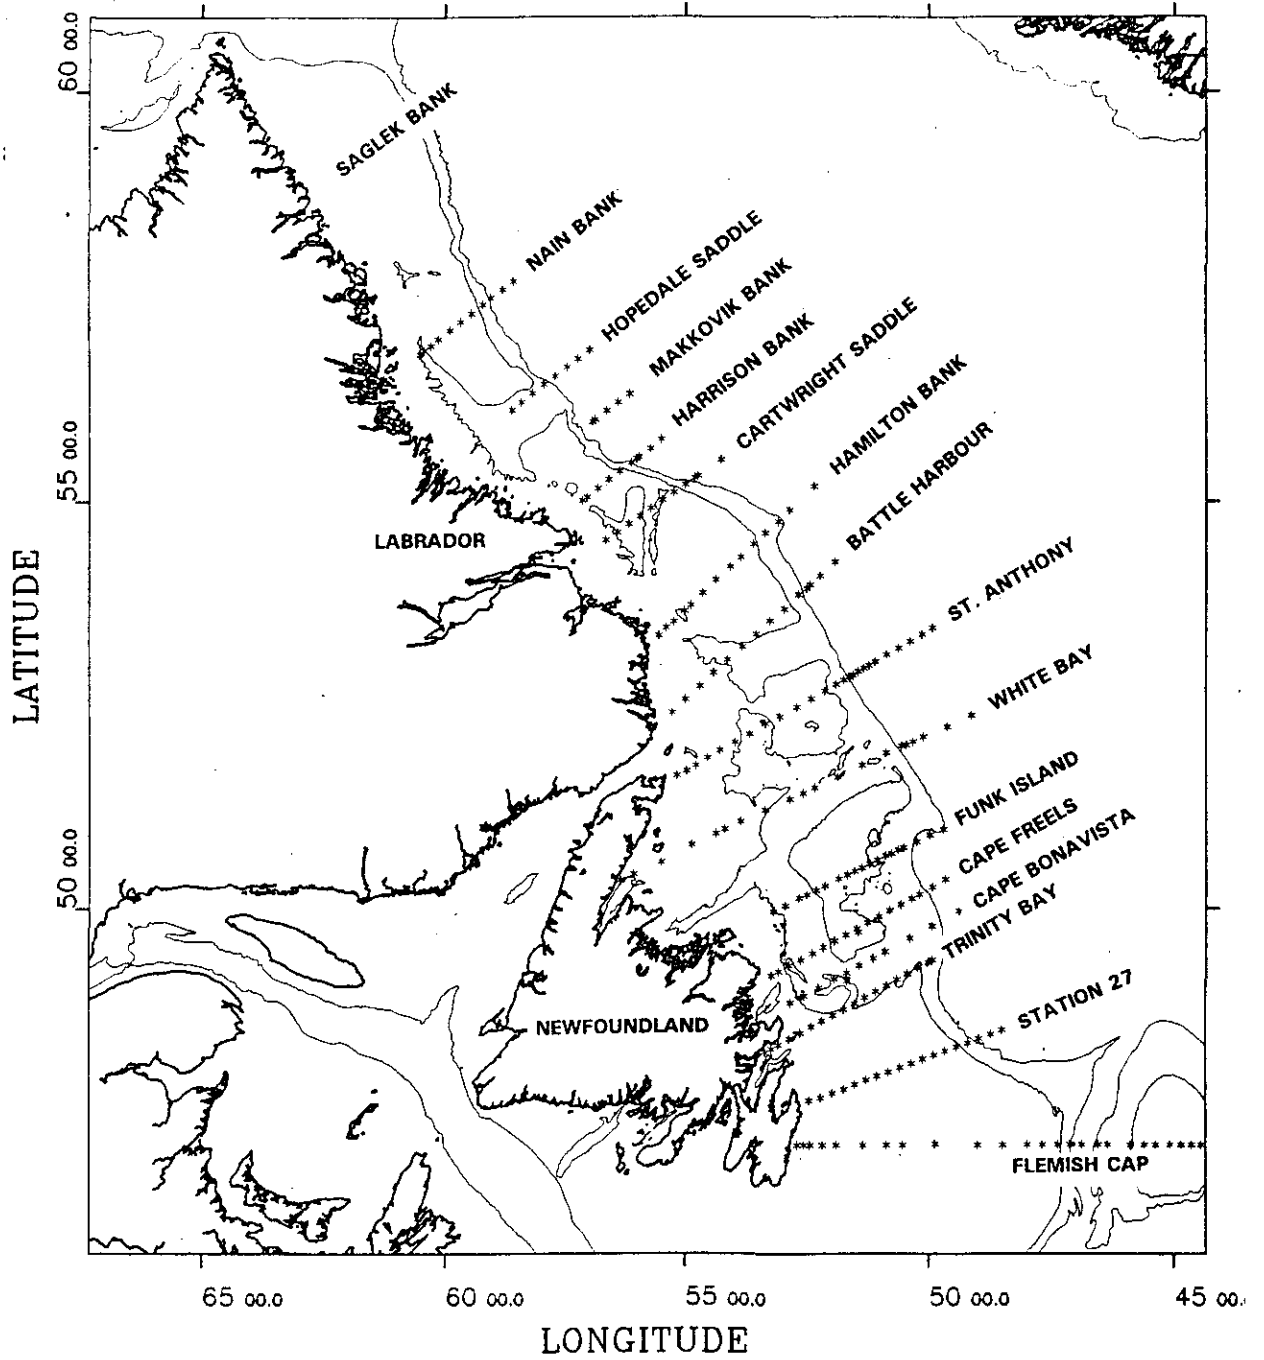 60 00.0
SAGLEK BANK
NAIN BANK
HOPEDALE SADDLE
MAKKOVIK BANK
HARRISON BANK
CARTWRIGHT SADDLE
HAMILTON BANK
BATTLE HARBOUR
55 00.0
LABRADOR
ST. ANTHONY
WHITE BAY
LATITUDE
FUNK ISLAND
CAPE FREELS
CAPE BONAVISTA
TRINITY BAY
50 00.0
STATION 27
NEWFOUNDLAND
FLEMISH CAP
65 00.0 60 00.0 55 00.0 50 00.0 45 00.
LONGITUDE